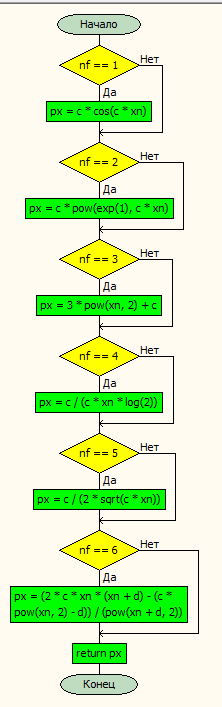 Начало
nf == 1
Нет
Да
px = c * cos(c * xn)
nf == 2
Нет
Да
px = c * pow(exp(1), c * xn)
nf == 3
Нет
Да
px = 3 * pow(xn, 2) + c
nf == 4
Нет
Да
px = c / (c * xn * log(2))
nf == 5
Нет
Да
px = c / (2 * sqrt(c * xn))
nf == 6
Нет
Да
px = (2 * c * xn * (xn + d) - (c *
pow(xn, 2) - d)) / (pow(xn + d, 2))
return px
Конец